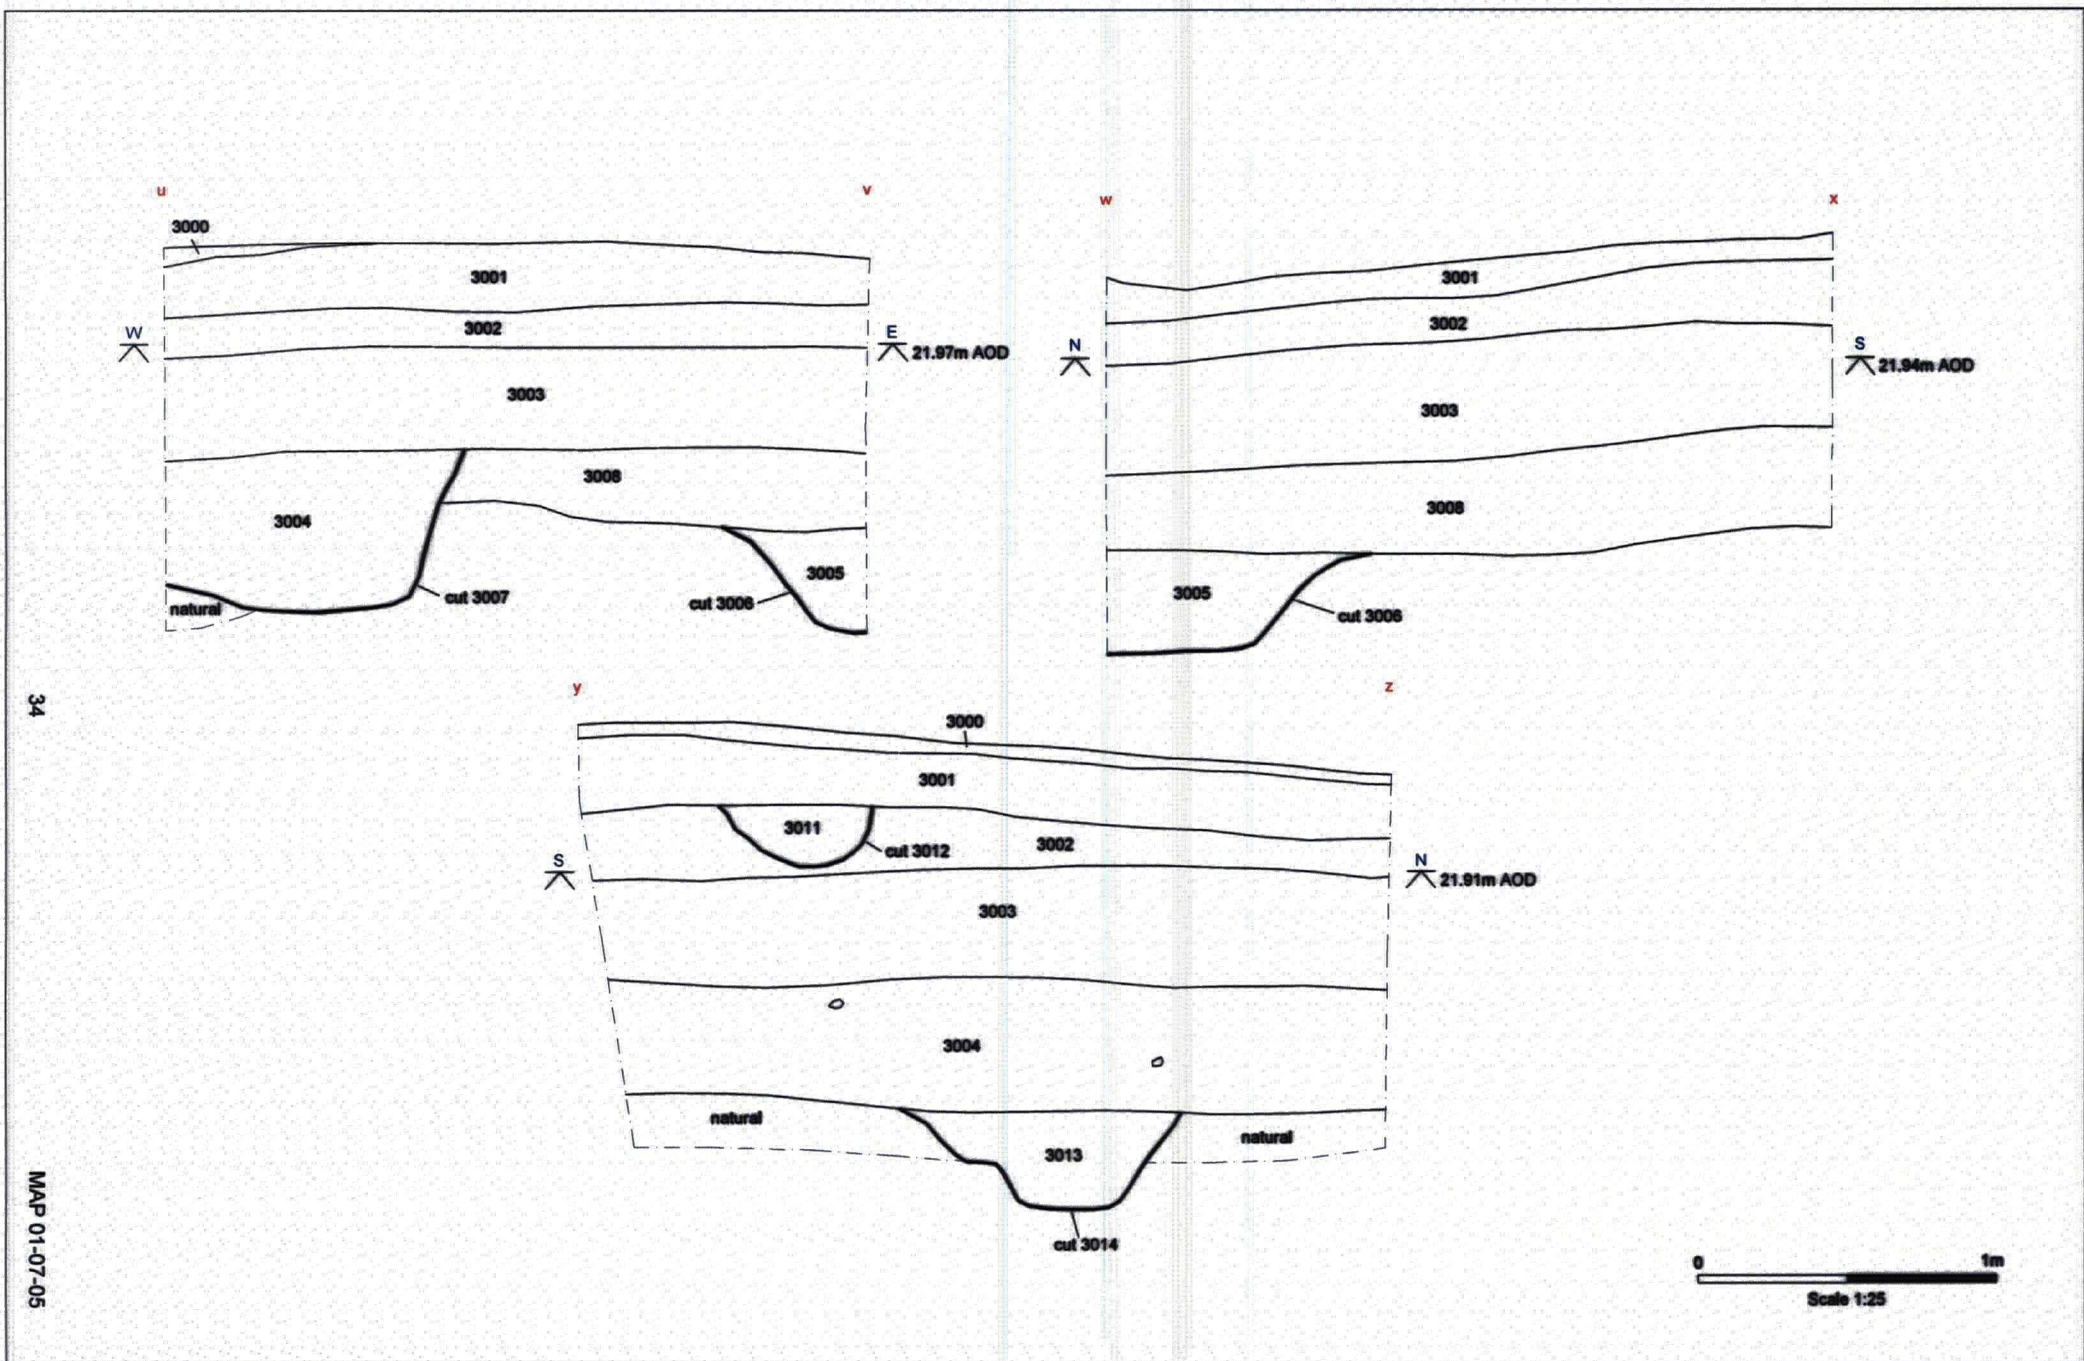 u
v
w
x
3000
3001
3001
3002
3002
W
E
21.97m AOD
N
S
21.94m AOD
3003
3003
3008
3008
3004
3005
3005
cut 3007
cut 3006
cut 3006
natural
y
z
34
3000
3001
3011
cut 3012
3002
S
N
21.91m AOD
3003
3004
natural
natural
3013
cut 3014
MAP 01-07-05
0
1m
Scale 1:25